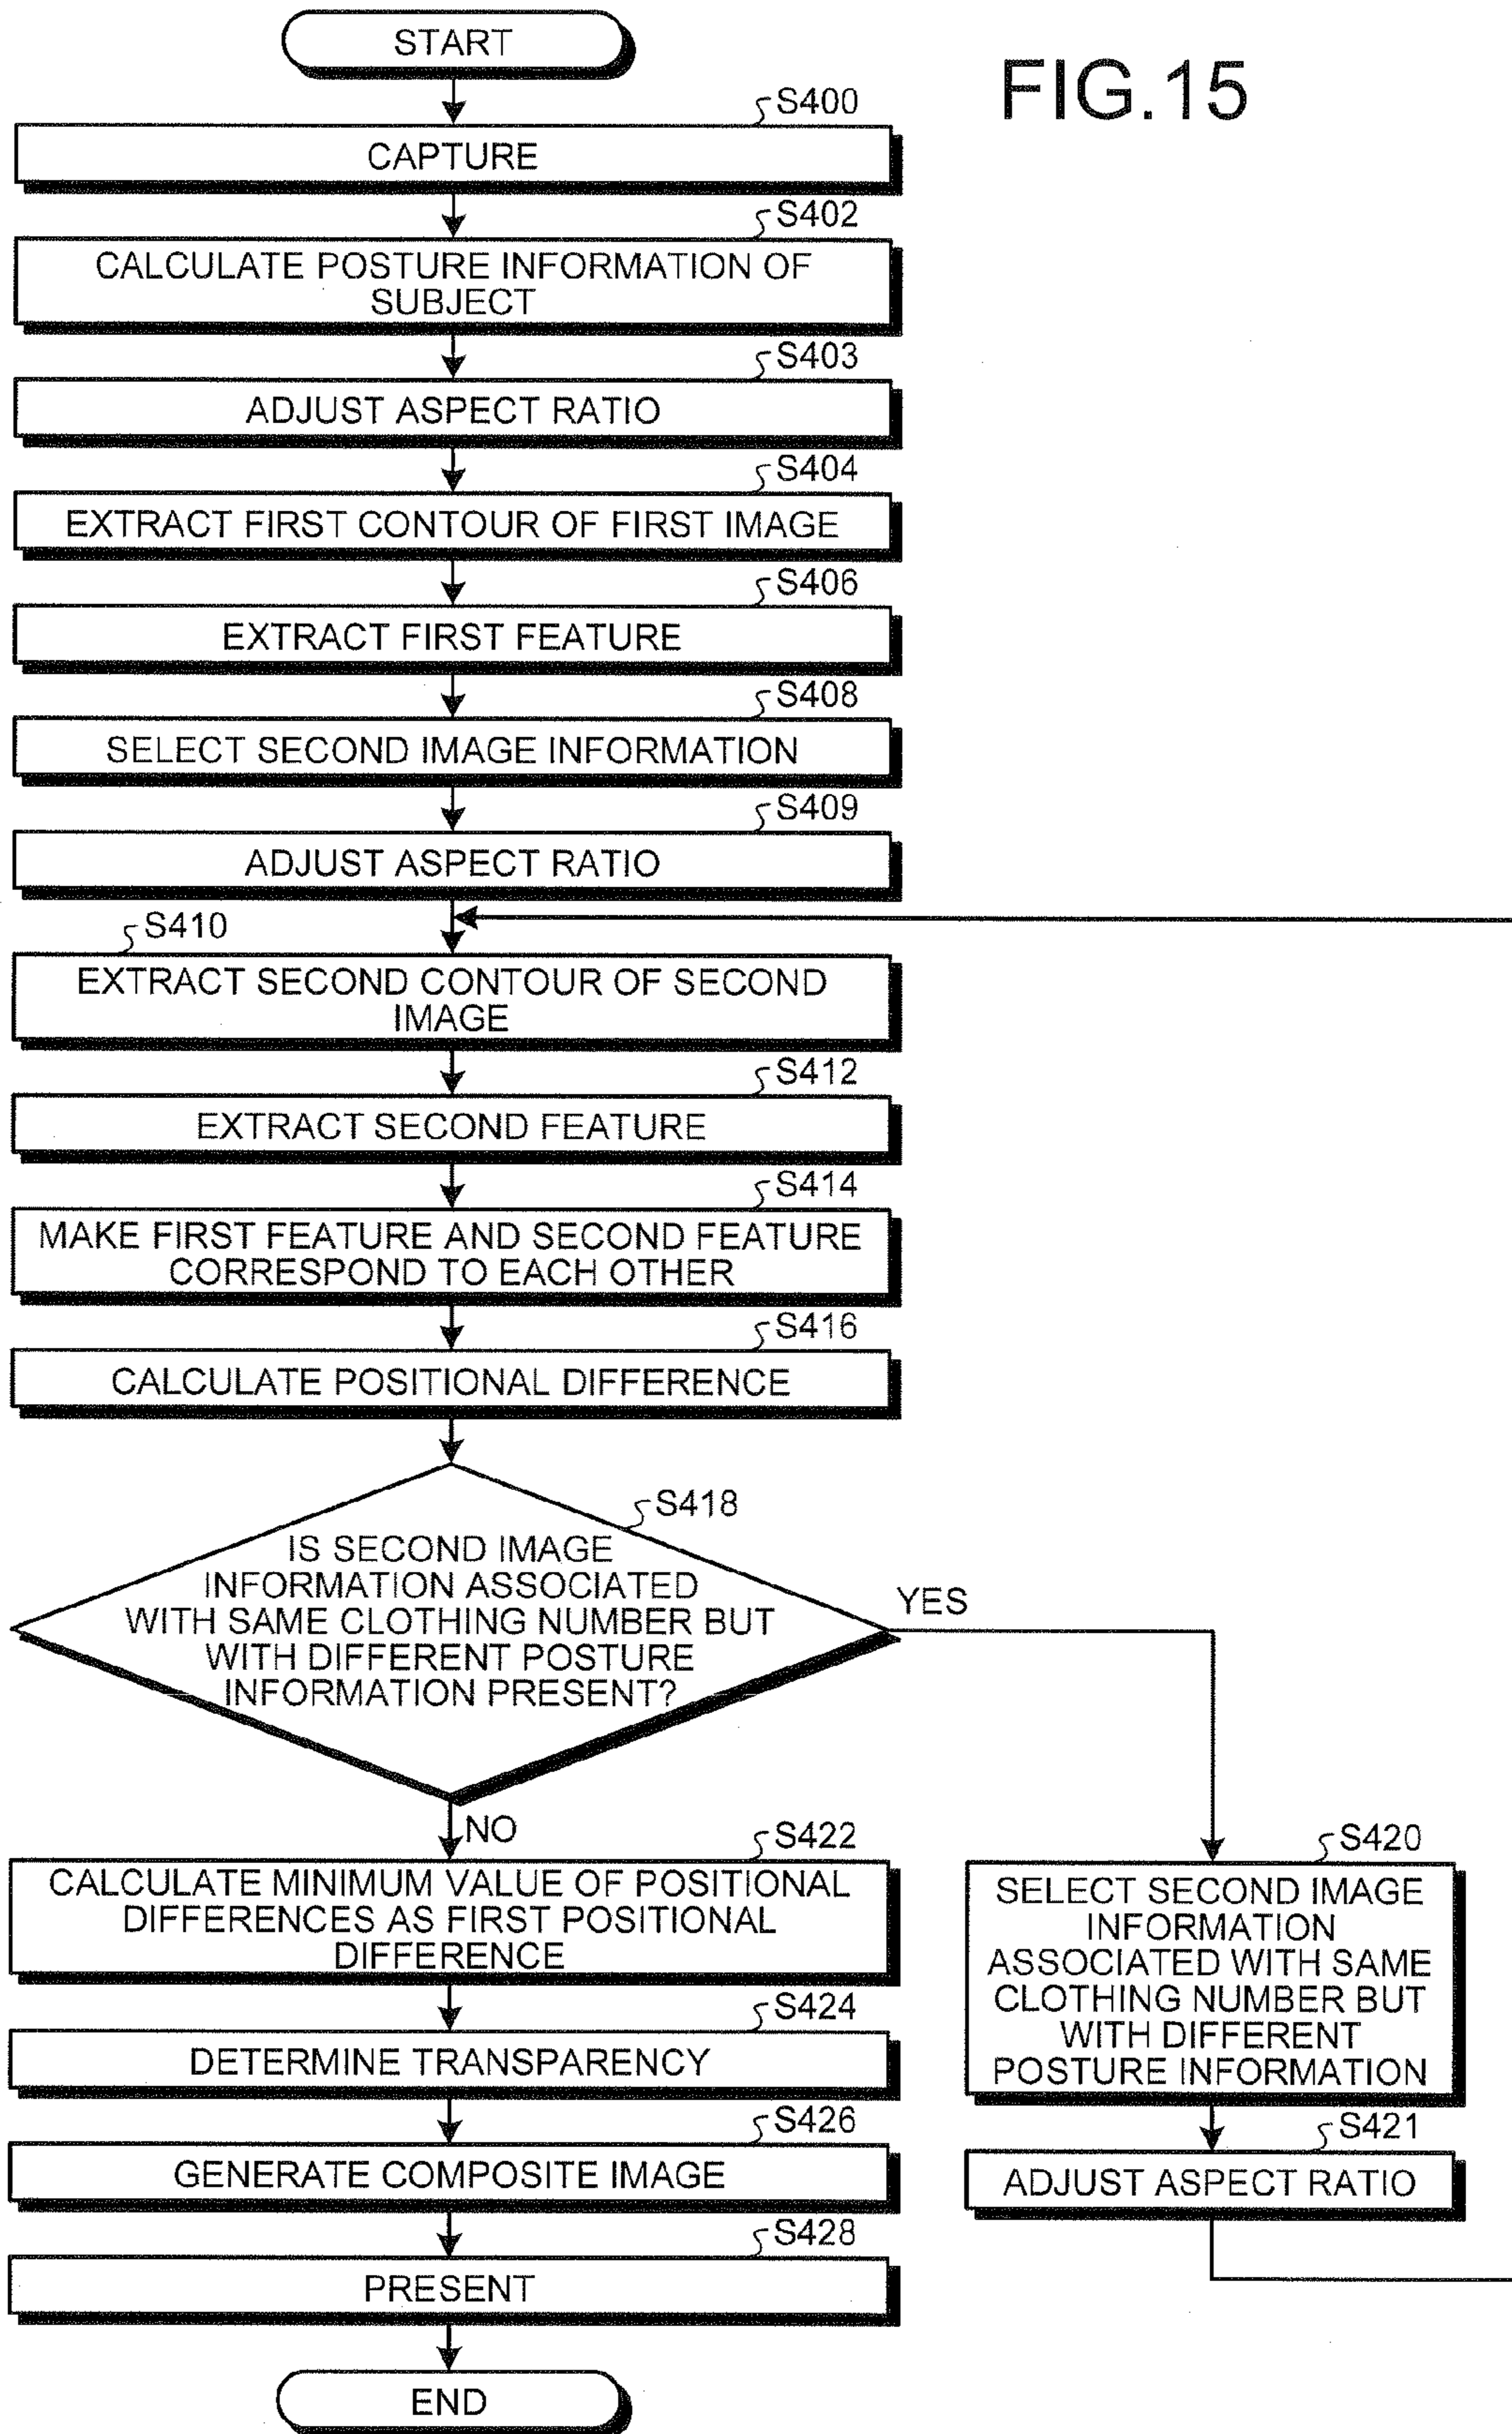 START
FIG.15
S400
CAPTURE
S402
CALCULATE POSTURE INFORMATION OF
SUBJECT
S403
ADJUST ASPECT RATIO
S404
EXTRACT FIRST CONTOUR OF FIRST IMAGE
S406
EXTRACT FIRST FEATURE
S408
SELECT SECOND IMAGE INFORMATION
S409
ADJUST ASPECT RATIO
S410
EXTRACT SECOND CONTOUR OF SECOND
IMAGE
S412
EXTRACT SECOND FEATURE
S414
MAKE FIRST FEATURE AND SECOND FEATURE
CORRESPOND TO EACH OTHER
S416
CALCULATE POSITIONAL DIFFERENCE
S418
IS SECOND IMAGE
INFORMATION ASSOCIATED
WITH SAME CLOTHING NUMBER BUT
WITH DIFFERENT POSTURE
INFORMATION PRESENT?
YES
NO
S420
SELECT SECOND IMAGE
INFORMATION
ASSOCIATED WITH SAME
CLOTHING NUMBER BUT
WITH DIFFERENT
POSTURE INFORMATION
S421
ADJUST ASPECT RATIO
S422
CALCULATE MINIMUM VALUE OF POSITIONAL
DIFFERENCES AS FIRST POSITIONAL
DIFFERENCE
S424
DETERMINE TRANSPARENCY
S426
GENERATE COMPOSITE IMAGE
S428
PRESENT
END